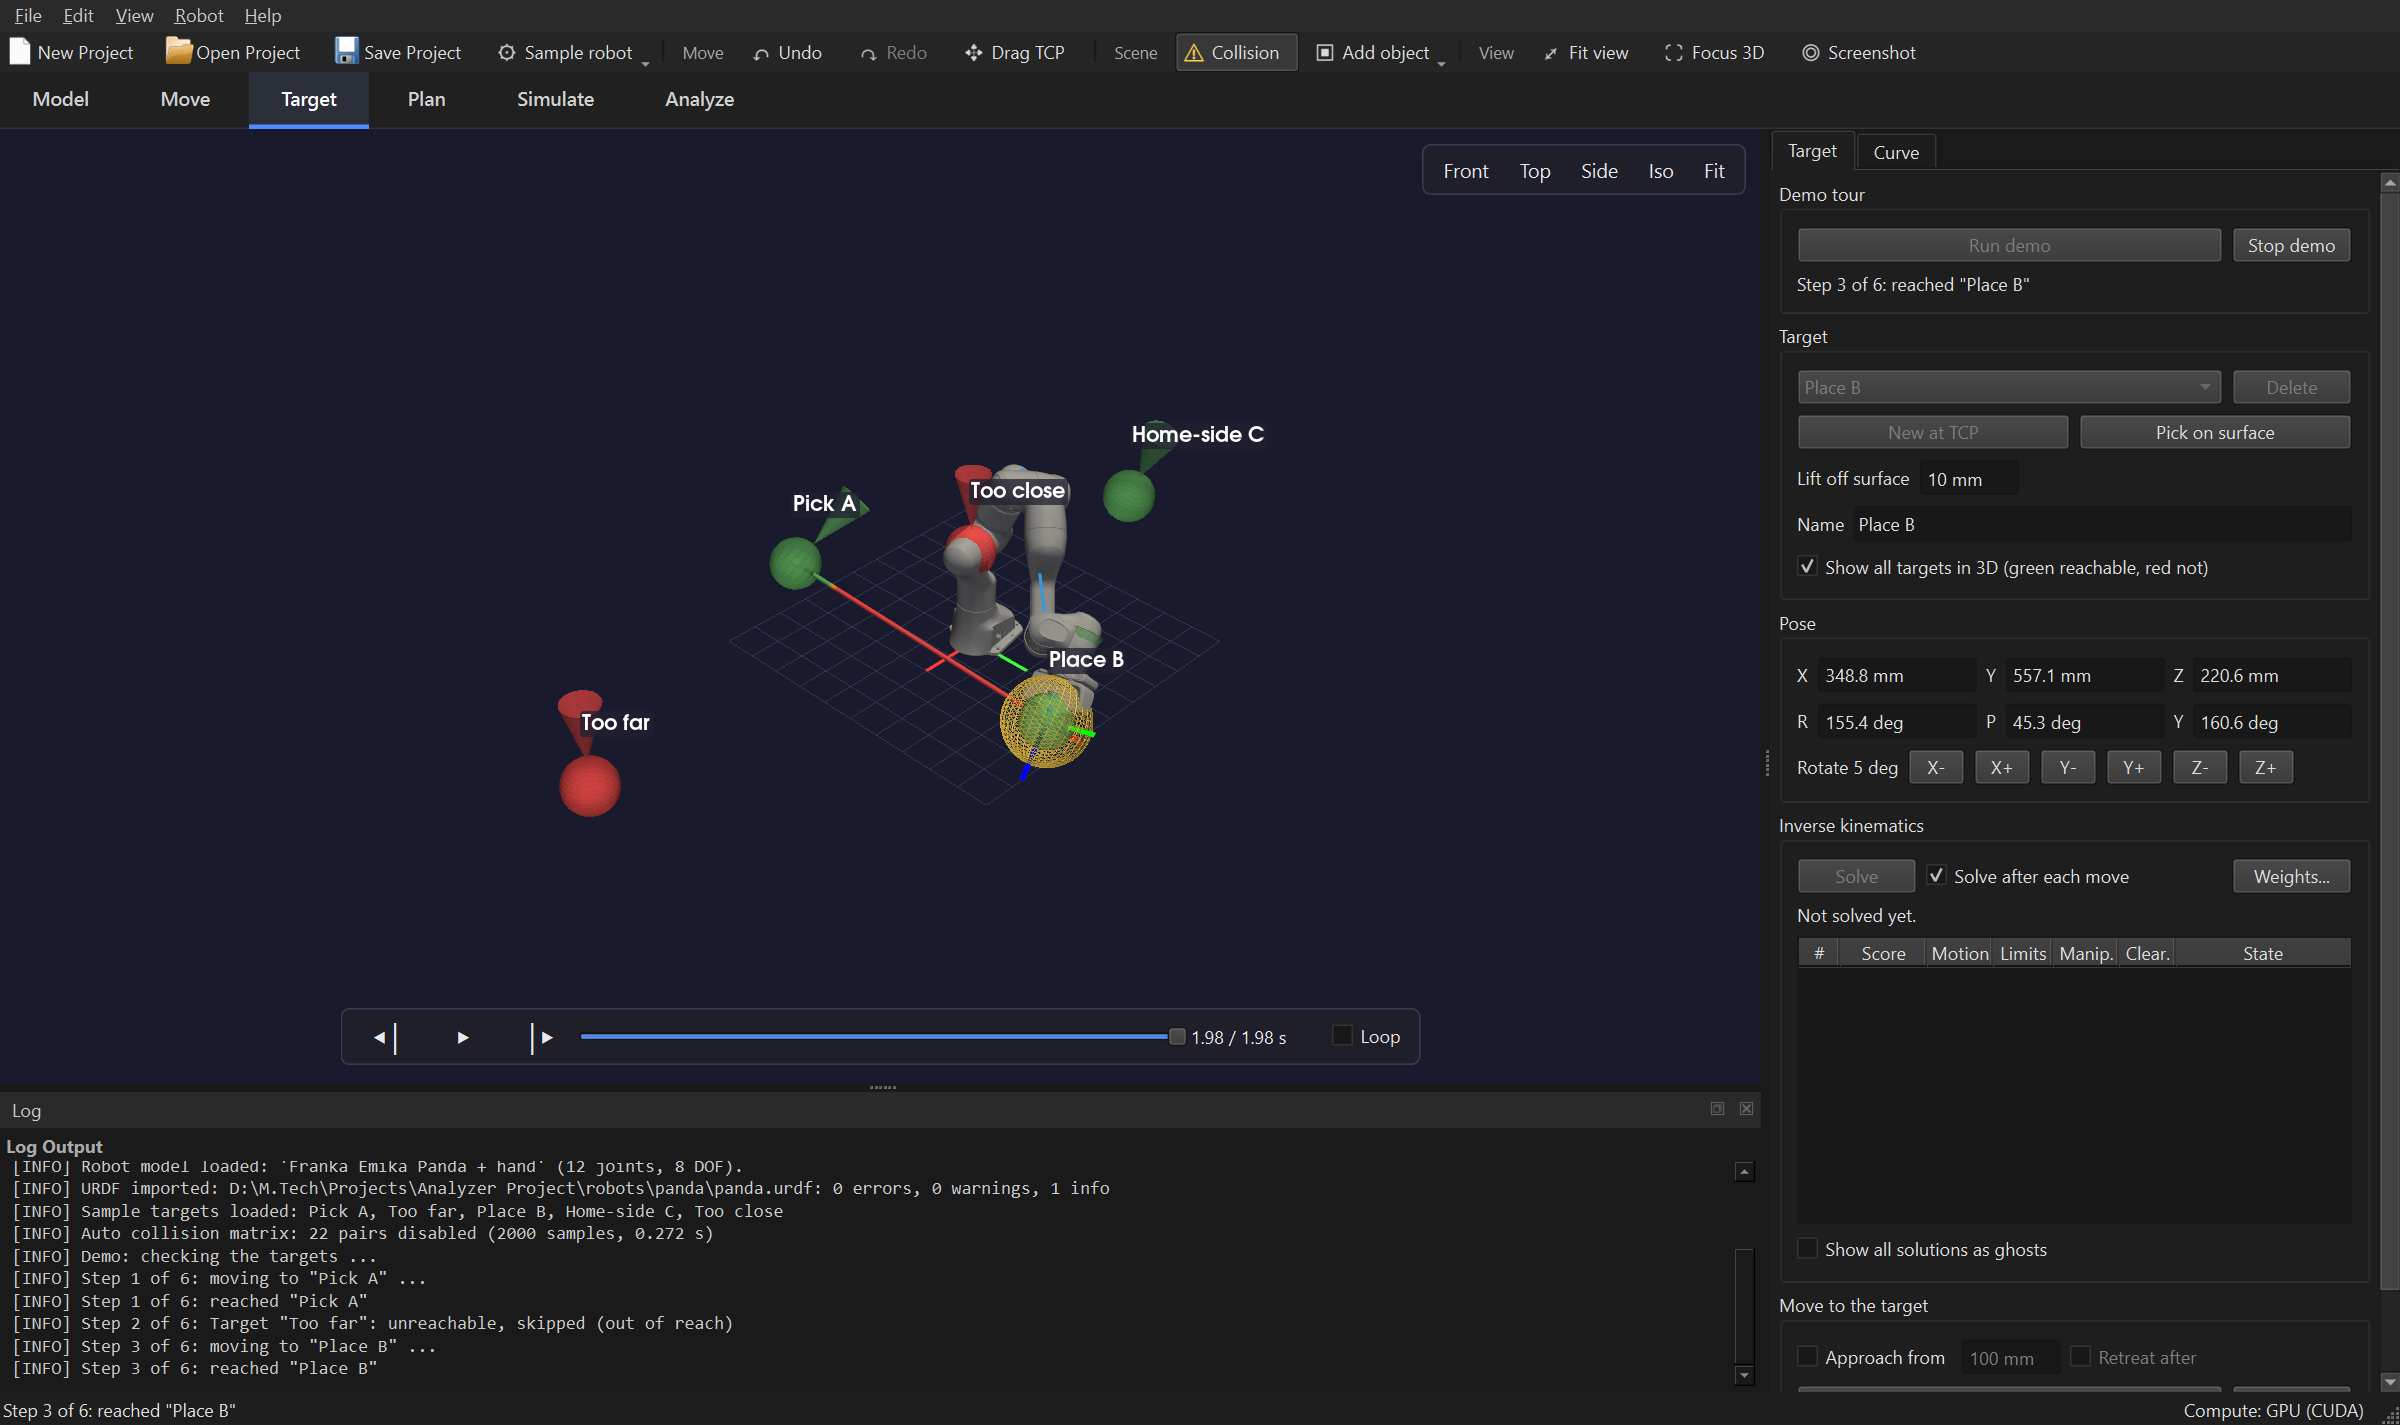 File Edit View Robot Help
New Project Open Project Save Project Sample robot Move Undo Redo Drag TCP Scene Collision Add object View Fit view Focus 3D Screenshot
Model Move Target Plan Simulate Analyze
Front Top Side Iso Fit
Home-side C
Too close
Pick A
Place B
Too far
1.98 / 1.98 s Loop
Log
Log Output
[INFO] Robot model loaded: 'Franka Emika Panda + hand' (12 joints, 8 DOF).
[INFO] URDF imported: D:\M.Tech\Projects\Analyzer Project\robots\panda\panda.urdf: 0 errors, 0 warnings, 1 info
[INFO] Sample targets loaded: Pick A, Too far, Place B, Home-side C, Too close
[INFO] Auto collision matrix: 22 pairs disabled (2000 samples, 0.272 s)
[INFO] Demo: checking the targets ...
[INFO] Step 1 of 6: moving to "Pick A" ...
[INFO] Step 1 of 6: reached "Pick A"
[INFO] Step 2 of 6: Target "Too far": unreachable, skipped (out of reach)
[INFO] Step 3 of 6: moving to "Place B" ...
[INFO] Step 3 of 6: reached "Place B"
Target Curve
Demo tour
Run demo Stop demo
Step 3 of 6: reached "Place B"
Target
Place B Delete
New at TCP Pick on surface
Lift off surface 10 mm
Name Place B
Show all targets in 3D (green reachable, red not)
Pose
X 348.8 mm Y 557.1 mm Z 220.6 mm
R 155.4 deg P 45.3 deg Y 160.6 deg
Rotate 5 deg X- X+ Y- Y+ Z- Z+
Inverse kinematics
Solve Solve after each move Weights...
Not solved yet.
# Score Motion Limits Manip. Clear. State
Show all solutions as ghosts
Move to the target
Approach from 100 mm Retreat after
Step 3 of 6: reached "Place B" Compute: GPU (CUDA)